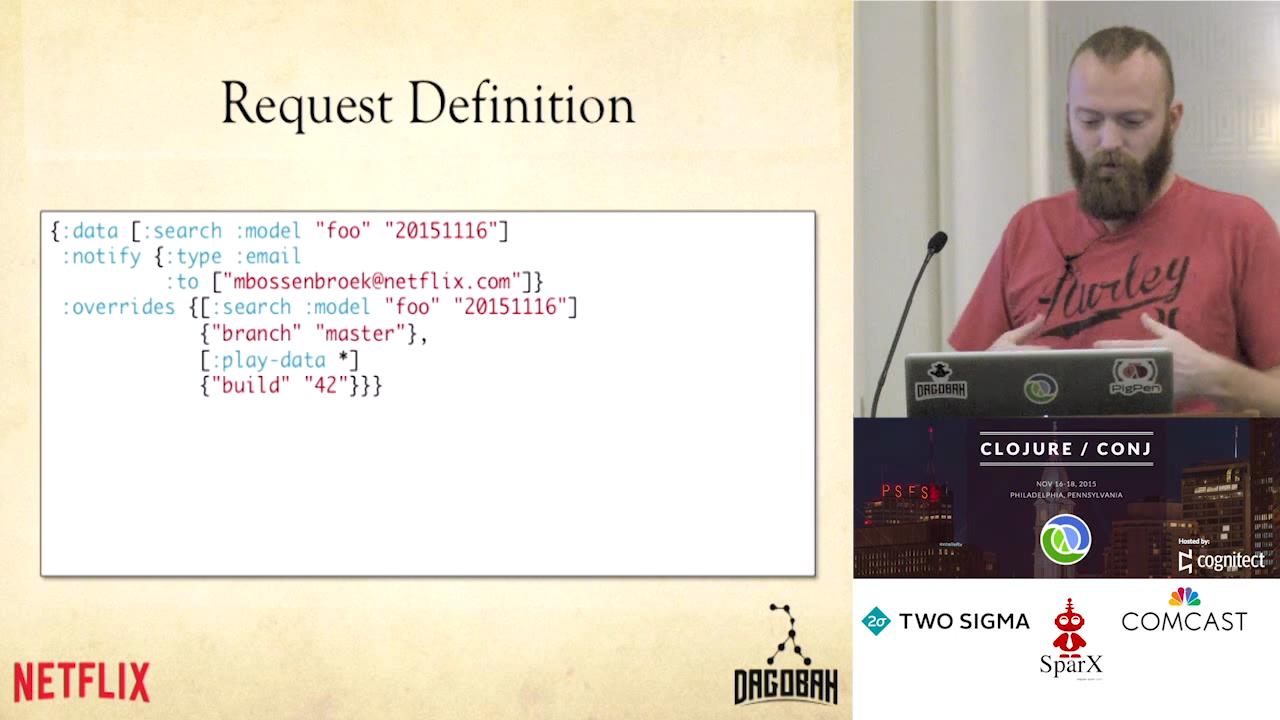 Request Definition
{:data [:search :model "foo" "20151116"]
:notify {:type :email
:to ["mbossenbroek@netflix.com"]}
:overrides {[:search :model "foo" "20151116"]
{"branch" "master"},
[:play-data *]
{"build" "42"}}}
NETFLIX
DAGOBAH
Hurley
DAGOBAH
PigPen
CLOJURE / CONJ
NOV 16-18, 2015
PHILADELPHIA, PENNSYLVANIA
PSFS
Hosted by:
cognitect
2σ TWO SIGMA
SparX
COMCAST